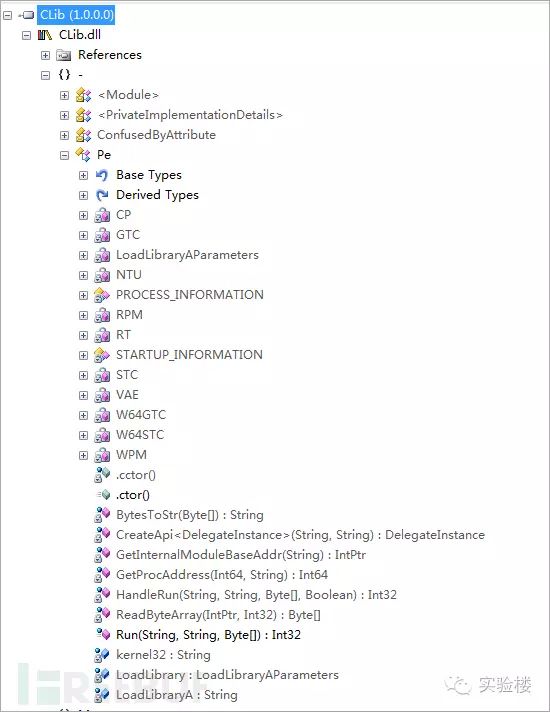 CLib (1.0.0.0)
CLib.dll
References
{} -
<Module>
<PrivateImplementationDetails>
ConfusedByAttribute
Pe
Base Types
Derived Types
CP
GTC
LoadLibraryAParameters
NTU
PROCESS_INFORMATION
RPM
RT
STARTUP_INFORMATION
STC
VAE
W64GTC
W64STC
WPM
.cctor()
.ctor()
BytesToStr(Byte[]) : String
CreateApi<DelegateInstance>(String, String) : DelegateInstance
GetInternalModuleBaseAddr(String) : IntPtr
GetProcAddress(Int64, String) : Int64
HandleRun(String, String, Byte[], Boolean) : Int32
ReadByteArray(IntPtr, Int32) : Byte[]
Run(String, String, Byte[]) : Int32
kernel32 : String
LoadLibrary : LoadLibraryAParameters
LoadLibraryA : String
实验楼